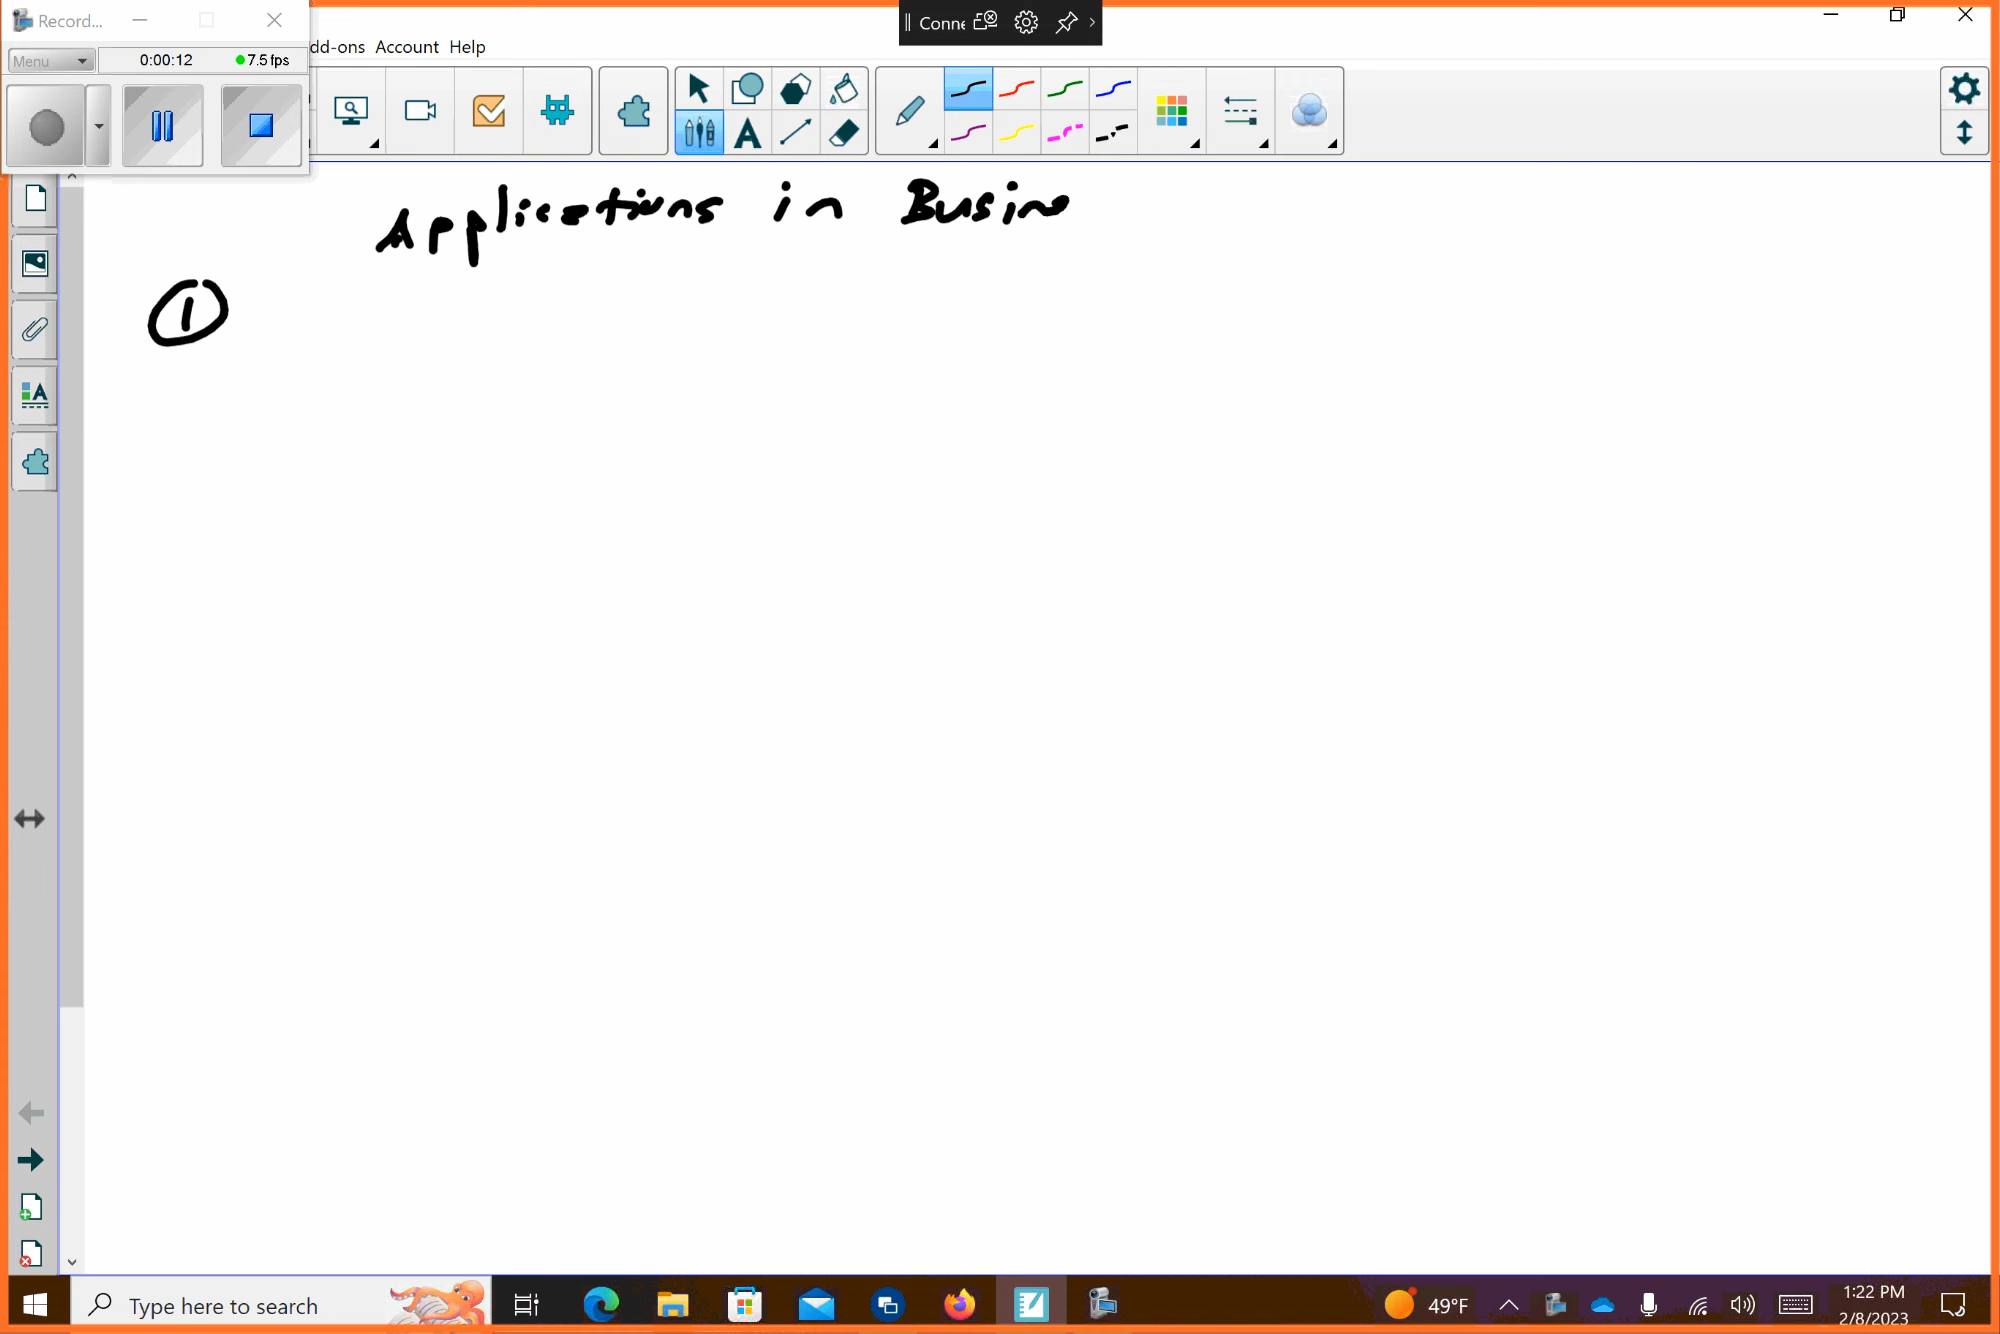 Record...
Menu 0:00:12 7.5 fps
dd-ons Account Help
Conne
Applications in Busine
1
Type here to search
49°F
1:22 PM
2/8/2023